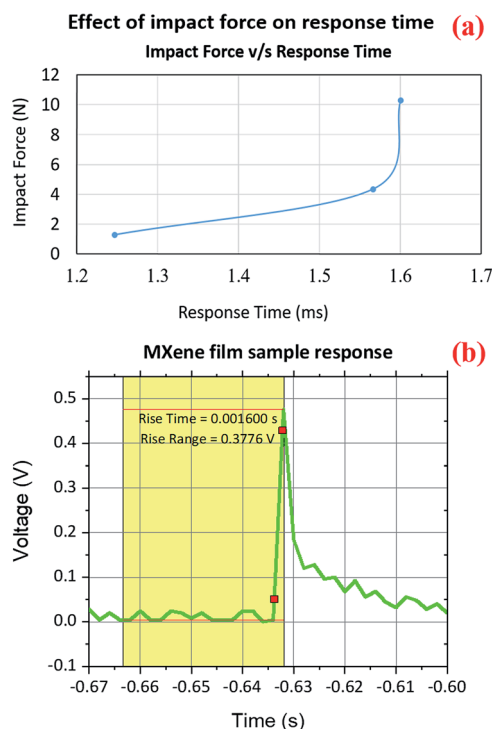 Effect of impact force on response time (a)
Impact Force v/s Response Time
12
10
8
6
4
2
0
Impact Force (N)
1.2 1.3 1.4 1.5 1.6 1.7
Response Time (ms)
MXene film sample response (b)
Rise Time = 0.001600 s
Rise Range = 0.3776 V
0.5
0.4
0.3
0.2
0.1
0.0
-0.1
Voltage (V)
-0.67 -0.66 -0.64 -0.63 -0.62 -0.61 -0.60
Time (s)